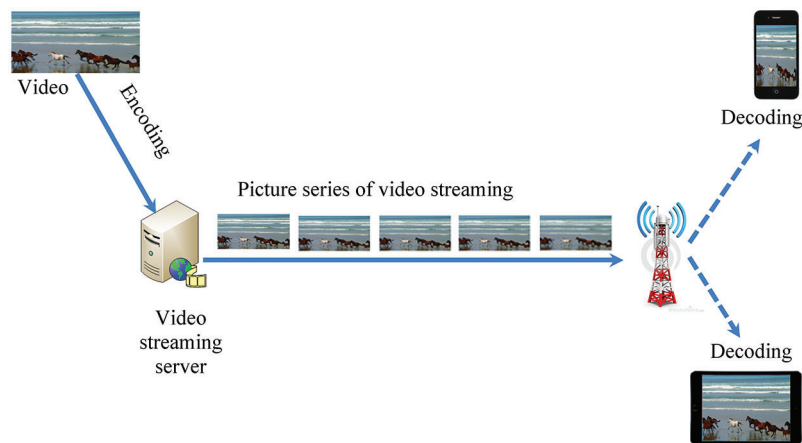 Video
Encoding
Picture series of video streaming
Video
streaming
server
Decoding
Decoding